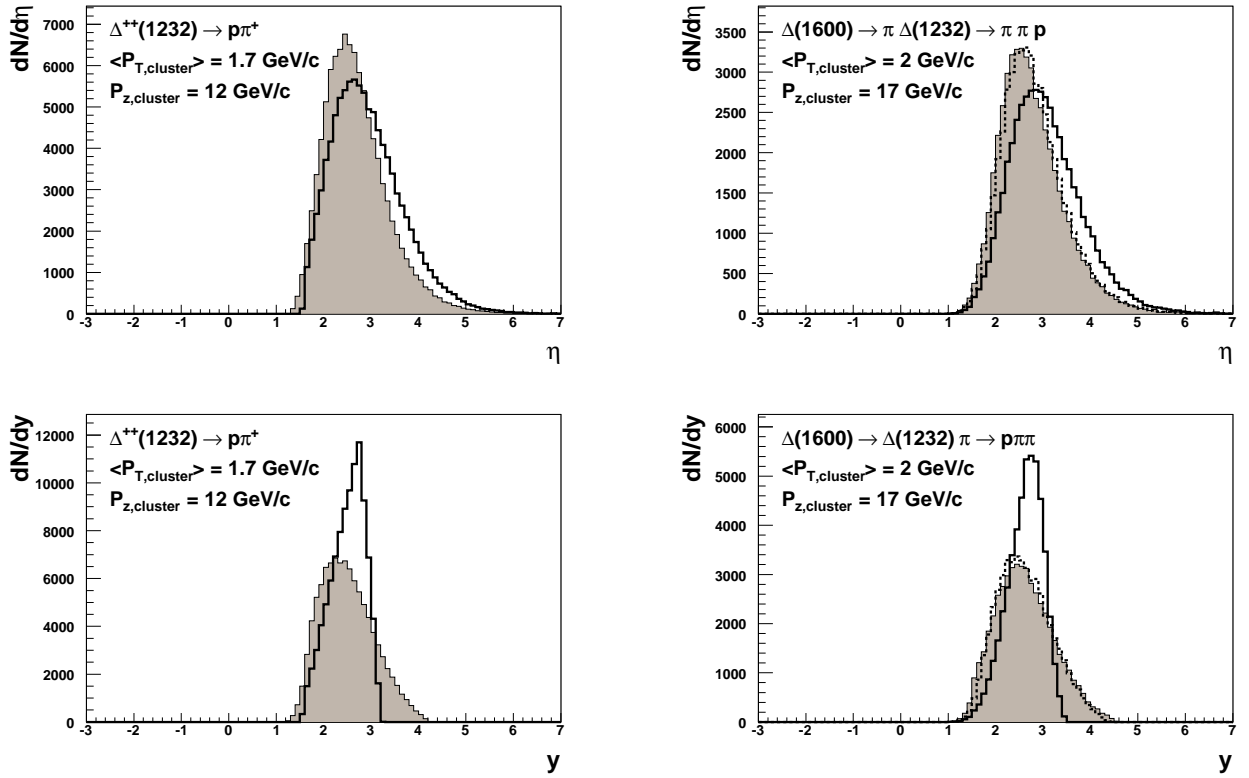 dN/dη
7000
6000
5000
4000
3000
2000
1000
0
Δ++(1232) → pπ+
<PT,cluster> = 1.7 GeV/c
Pz,cluster = 12 GeV/c
-3 -2 -1 0 1 2 3 4 5 6 7
η
dN/dη
3500
3000
2500
2000
1500
1000
500
0
Δ(1600) → π Δ(1232) → π π p
<PT,cluster> = 2 GeV/c
Pz,cluster = 17 GeV/c
-3 -2 -1 0 1 2 3 4 5 6 7
η
dN/dy
12000
10000
8000
6000
4000
2000
0
Δ++(1232) → pπ+
<PT,cluster> = 1.7 GeV/c
Pz,cluster = 12 GeV/c
-3 -2 -1 0 1 2 3 4 5 6 7
y
dN/dy
6000
5000
4000
3000
2000
1000
0
Δ(1600) → Δ(1232) π → pππ
<PT,cluster> = 2 GeV/c
Pz,cluster = 17 GeV/c
-3 -2 -1 0 1 2 3 4 5 6 7
y